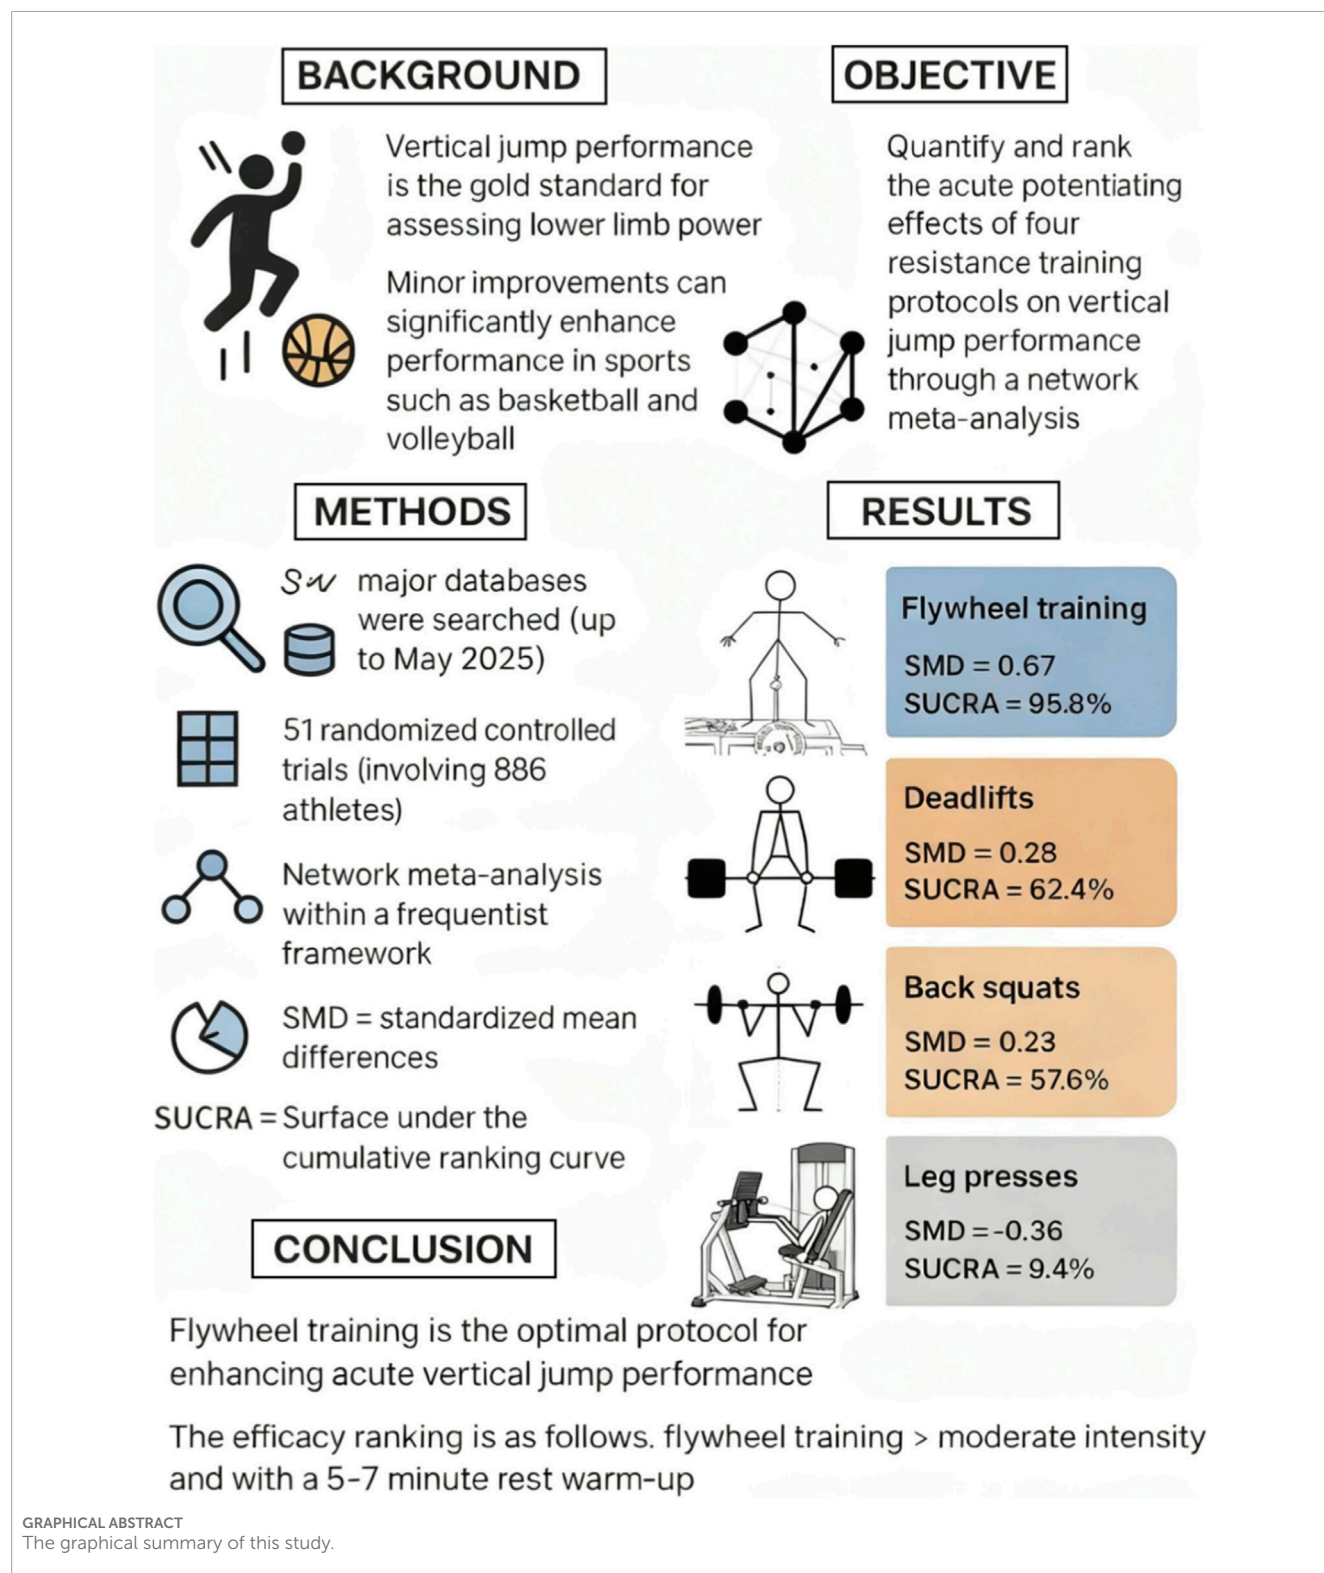 BACKGROUND
Vertical jump performance
is the gold standard for
assessing lower limb power
Minor improvements can
significantly enhance
performance in sports
such as basketball and
volleyball
OBJECTIVE
Quantify and rank
the acute potentiating
effects of four
resistance training
protocols on vertical
jump performance
through a network
meta-analysis
METHODS
major databases
were searched (up
to May 2025)
51 randomized controlled
trials (involving 886
athletes)
Network meta-analysis
within a frequentist
framework
SMD = standardized mean
differences
SUCRA = Surface under the
cumulative ranking curve
RESULTS
Flywheel training
SMD = 0.67
SUCRA = 95.8%
Deadlifts
SMD = 0.28
SUCRA = 62.4%
Back squats
SMD = 0.23
SUCRA = 57.6%
Leg presses
SMD =-0.36
SUCRA = 9.4%
CONCLUSION
Flywheel training is the optimal protocol for
enhancing acute vertical jump performance
The efficacy ranking is as follows. flywheel training > moderate intensity
and with a 5–7 minute rest warm-up
GRAPHICAL ABSTRACT
The graphical summary of this study.